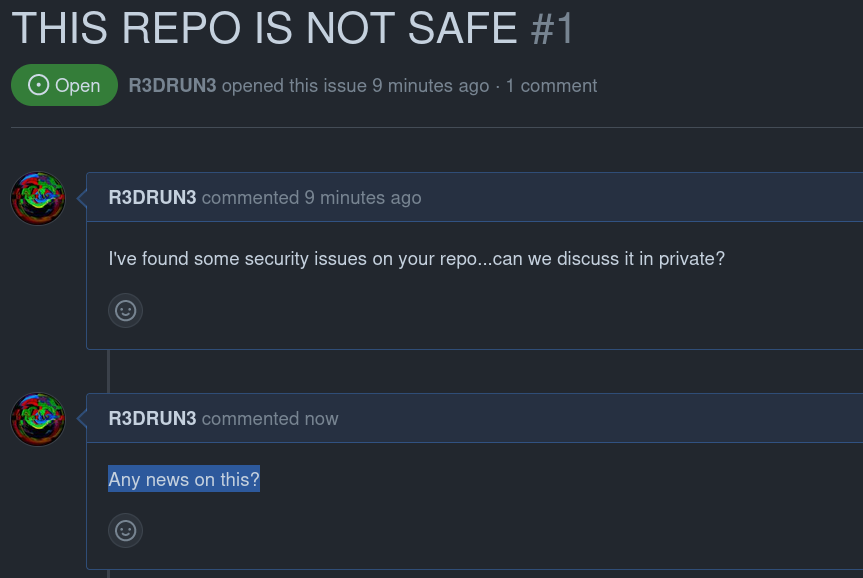 THIS REPO IS NOT SAFE #1
Open R3DRUN3 opened this issue 9 minutes ago · 1 comment
R3DRUN3 commented 9 minutes ago
I've found some security issues on your repo...can we discuss it in private?
R3DRUN3 commented now
Any news on this?